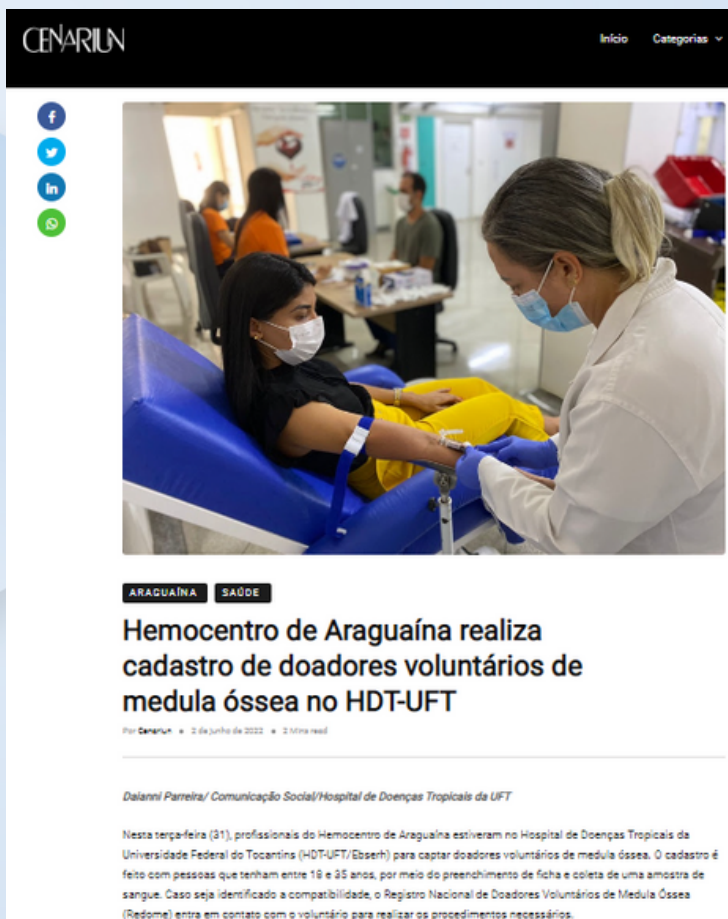 CENARIUN
Início Categorias
ARAGUAÍNA SAÚDE
Hemocentro de Araguaína realiza
cadastro de doadores voluntários de
medula óssea no HDT-UFT
Por Cenariun 2 de junho de 2022 2 Mins read
Daianni Parreira/ Comunicação Social/Hospital de Doenças Tropicais da UFT
Nesta terça-feira (31), profissionais do Hemocentro de Araguaína estiveram no Hospital de Doenças Tropicais da
Universidade Federal do Tocantins (HDT-UFT/Ebserh) para captar doadores voluntários de medula óssea. O cadastro é
feito com pessoas que tenham entre 18 e 35 anos, por meio do preenchimento de ficha e coleta de uma amostra de
sangue. Caso seja identificado a compatibilidade, o Registro Nacional de Doadores Voluntários de Medula Óssea
(Redome) entra em contato com o voluntário para realizar os procedimentos necessários.